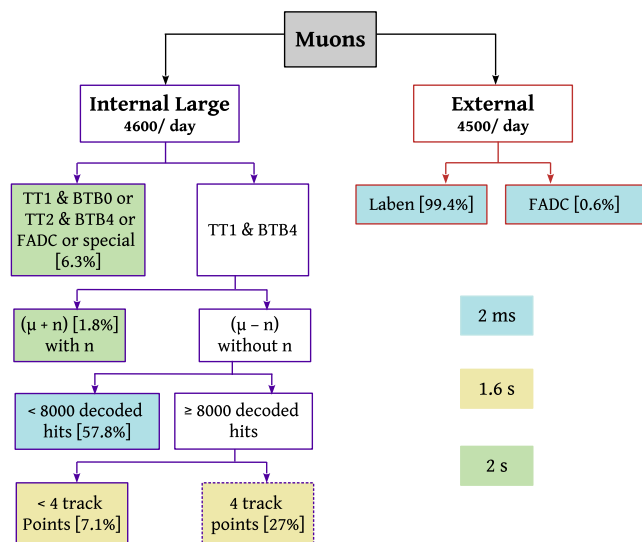 Muons
Internal Large
4600/ day
External
4500/ day
TT1 & BTB0 or
TT2 & BTB4 or
FADC or special
[6.3%]
TT1 & BTB4
Laben [99.4%]
FADC [0.6%]
(μ + n) [1.8%]
with n
(μ – n)
without n
2 ms
< 8000 decoded
hits [57.8%]
≥ 8000 decoded
hits
1.6 s
< 4 track
Points [7.1%]
4 track
points [27%]
2 s